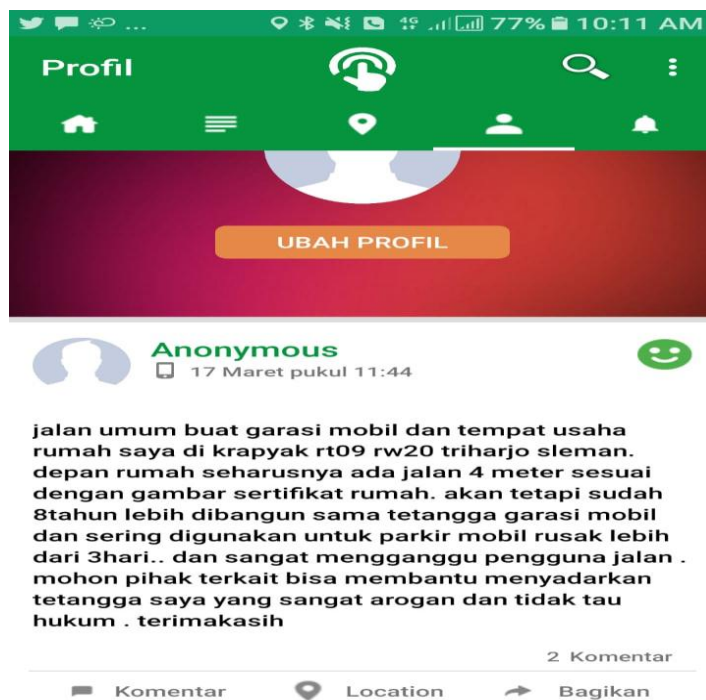 ... 4G 77% 10:11 AM
Profil
UBAH PROFIL
Anonymous
17 Maret pukul 11:44
jalan umum buat garasi mobil dan tempat usaha
rumah saya di krapyak rt09 rw20 triharjo sleman.
depan rumah seharusnya ada jalan 4 meter sesuai
dengan gambar sertifikat rumah. akan tetapi sudah
8tahun lebih dibangun sama tetangga garasi mobil
dan sering digunakan untuk parkir mobil rusak lebih
dari 3hari.. dan sangat mengganggu pengguna jalan .
mohon pihak terkait bisa membantu menyadarkan
tetangga saya yang sangat arogan dan tidak tau
hukum . terimakasih
2 Komentar
Komentar Location Bagikan